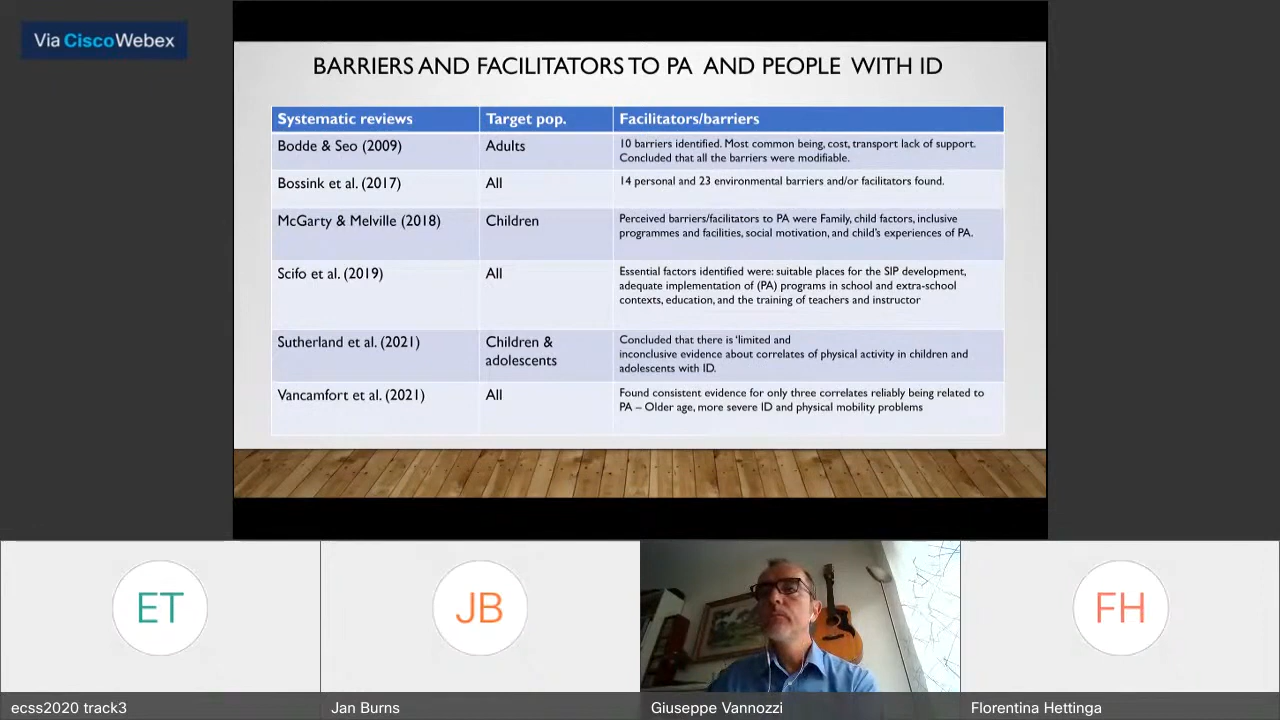 Via Cisco Webex
BARRIERS AND FACILITATORS TO PA AND PEOPLE WITH ID
Systematic reviews
Target pop.
Facilitators/barriers
Bodde & Seo (2009)
Adults
10 barriers identified. Most common being, cost, transport lack of support.
Concluded that all the barriers were modifiable.
Bossink et al. (2017)
All
14 personal and 23 environmental barriers and/or facilitators found.
McGarty & Melville (2018)
Children
Perceived barriers/facilitators to PA were Family, child factors, inclusive
programmes and facilities, social motivation, and child's experiences of PA.
Scifo et al. (2019)
All
Essential factors identified were: suitable places for the SIP development,
adequate implementation of (PA) programs in school and extra-school
contexts, education, and the training of teachers and instructor
Sutherland et al. (2021)
Children &
adolescents
Concluded that there is 'limited and
inconclusive evidence about correlates of physical activity in children and
adolescents with ID.
Vancamfort et al. (2021)
All
Found consistent evidence for only three correlates reliably being related to
PA – Older age, more severe ID and physical mobility problems
ET
JB
FH
ecss2020 track3
Jan Burns
Giuseppe Vannozzi
Florentina Hettinga